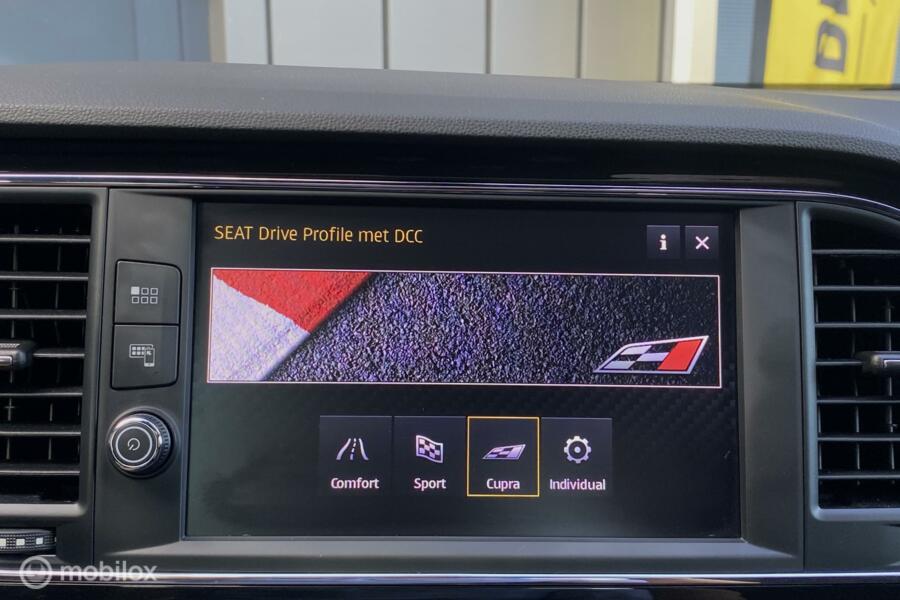 SEAT Drive Profile met DCC
i
Comfort
Sport
Cupra
Individual
mobilox